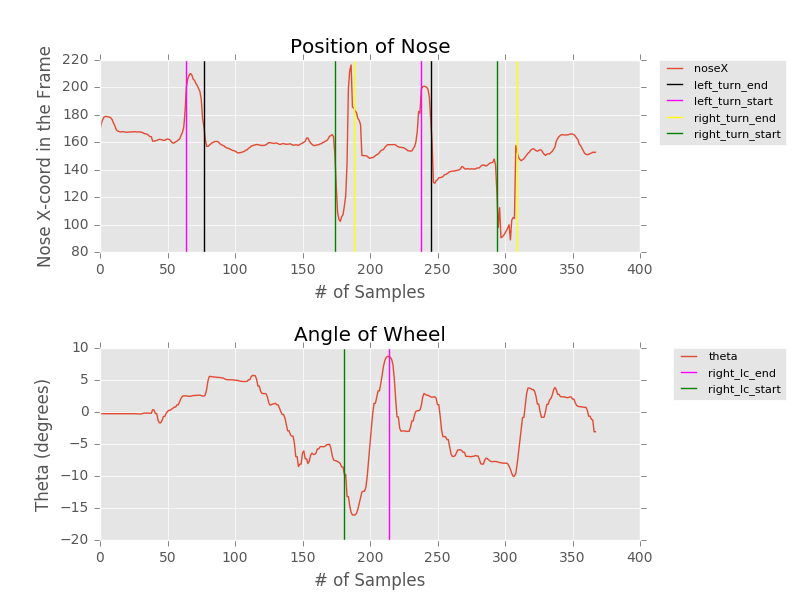 Position of Nose
Nose X-coord in the Frame
220
200
180
160
140
120
100
80
0 50 100 150 200 250 300 350 400
# of Samples
noseX
left_turn_end
left_turn_start
right_turn_end
right_turn_start
Angle of Wheel
Theta (degrees)
10
5
0
−5
−10
−15
−20
0 50 100 150 200 250 300 350 400
# of Samples
theta
right_lc_end
right_lc_start